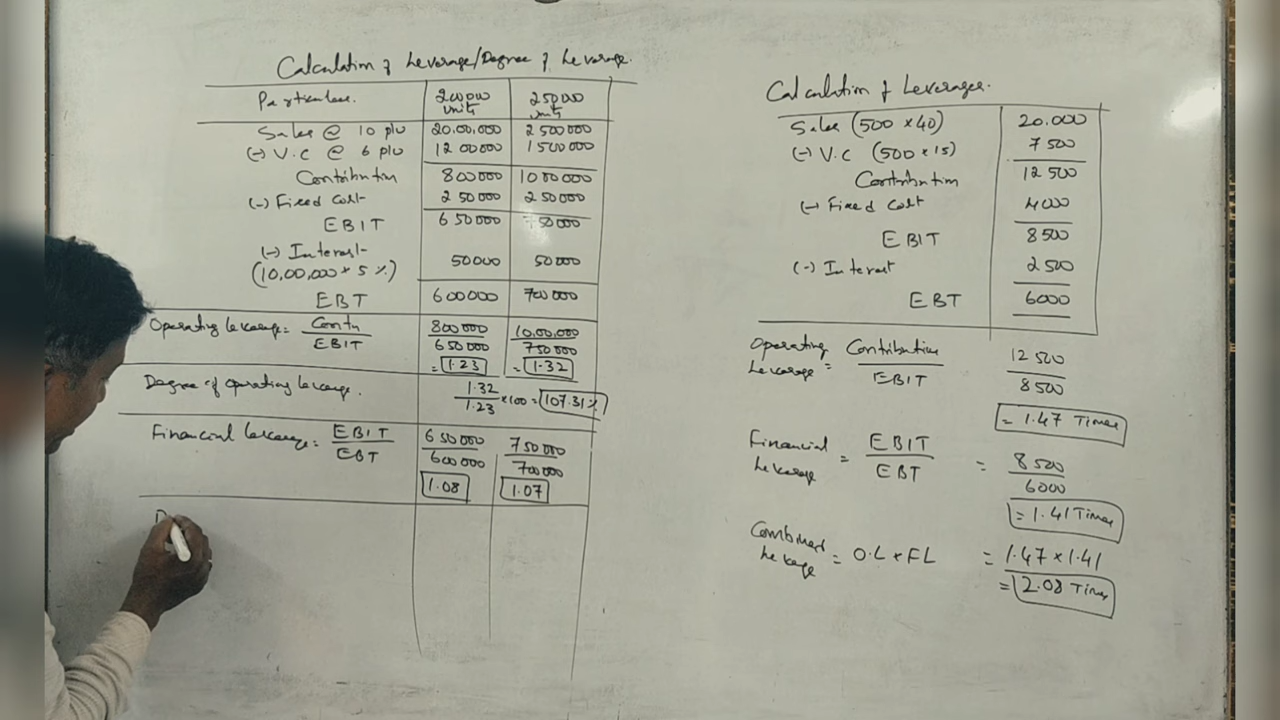 Calculation of Leverage/Degree of Leverage.
Particulars. 200000 units 250000 units
Sales @ 10 p/u 20,00,000 2500000
(-) V.C @ 6 p/u 1200000 1500000
Contribution 800000 1000000
(-) Fixed Cost 250000 250000
EBIT 650000 750000
(-) Interest
(10,00,000 * 5 %) 50000 50000
EBT 600000 700000
Operating leverage = Contn/EBIT 800000/650000 10,00,000/750000
= 1.23 = 1.32
Degree of operating leverage. 1.32/1.23 * 100 = 107.31%
Financial leverage = EBIT/EBT 650000/600000 750000/700000
1.08 1.07
D
Calculation of Leverages.
Sales (500 × 40) 20.000
(-) V.C (500 × 15) 7500
Contribution 12500
(-) Fixed Cost 4000
EBIT 8500
(-) Interest 2500
EBT 6000
Operating Leverage = Contribution/EBIT 12500/8500
= 1.47 Times
Financial Leverage = EBIT/EBT = 8500/6000
= 1.41 Times
Combined Leverage = O.L × FL = 1.47 × 1.41
= 2.08 Times